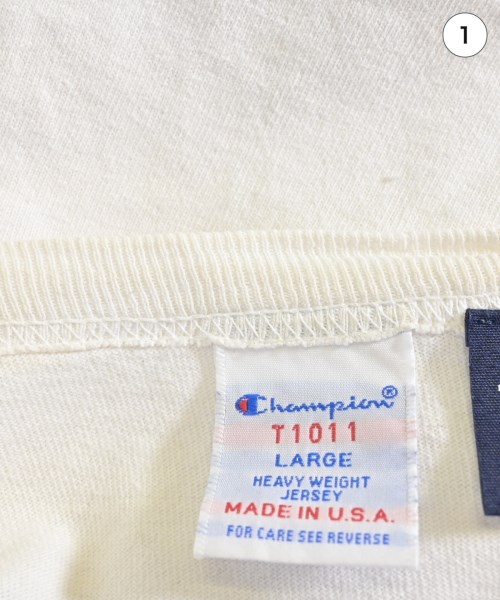 1
Champion®
T1011
LARGE
HEAVY WEIGHT
JERSEY
MADE IN U.S.A.
FOR CARE SEE REVERSE